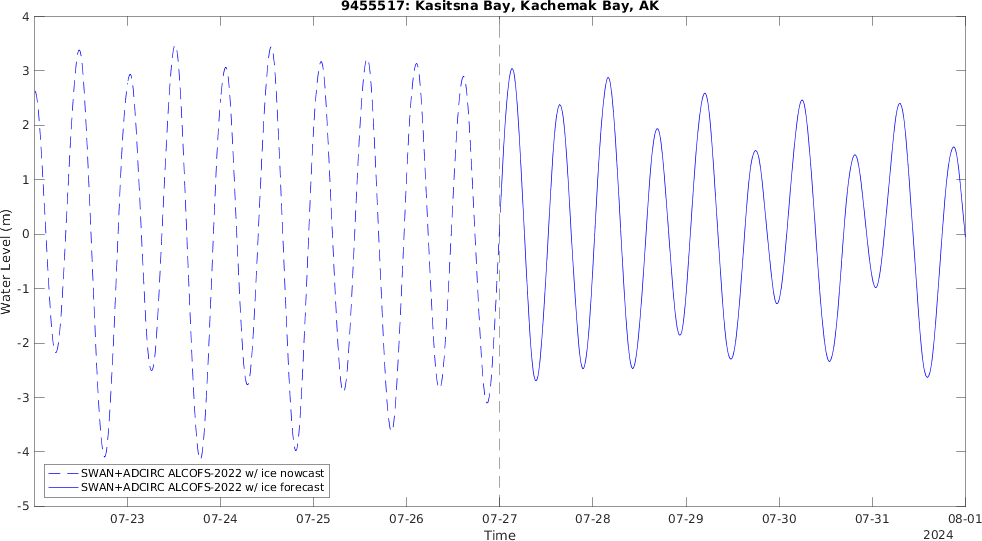 9455517: Kasitsna Bay, Kachemak Bay, AK
4
3
2
1
0
-1
-2
-3
-4
-5
Water Level (m)
SWAN+ADCIRC ALCOFS-2022 w/ ice nowcast
SWAN+ADCIRC ALCOFS-2022 w/ ice forecast
07-23 07-24 07-25 07-26 07-27 07-28 07-29 07-30 07-31 08-01
Time
2024